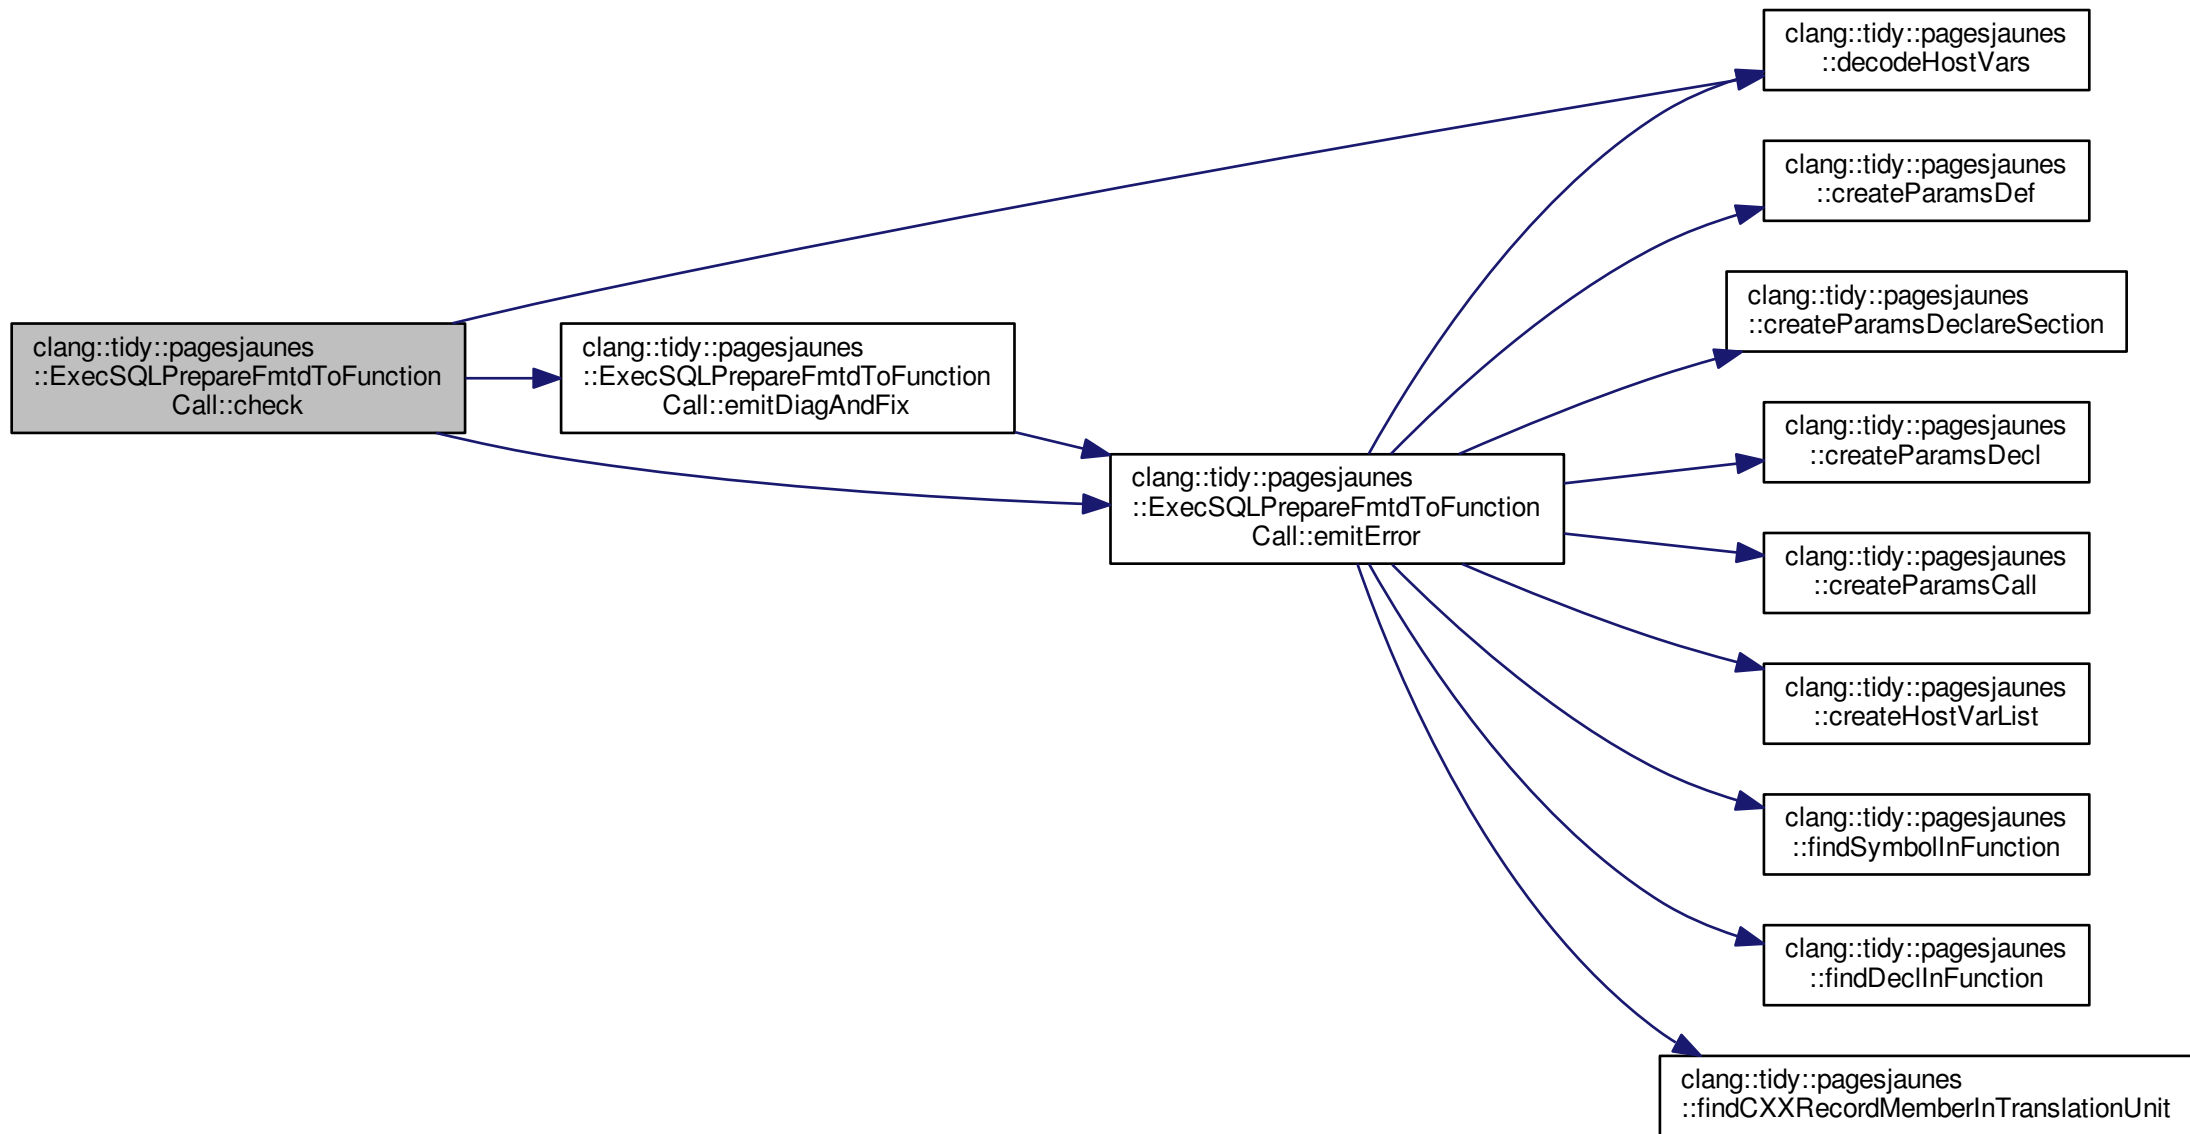 clang::tidy::pagesjaunes
::decodeHostVars
clang::tidy::pagesjaunes
::createParamsDef
clang::tidy::pagesjaunes
::createParamsDeclareSection
clang::tidy::pagesjaunes
::ExecSQLPrepareFmtdToFunction
Call::check
clang::tidy::pagesjaunes
::ExecSQLPrepareFmtdToFunction
Call::emitDiagAndFix
clang::tidy::pagesjaunes
::createParamsDecl
clang::tidy::pagesjaunes
::ExecSQLPrepareFmtdToFunction
Call::emitError
clang::tidy::pagesjaunes
::createParamsCall
clang::tidy::pagesjaunes
::createHostVarList
clang::tidy::pagesjaunes
::findSymbolInFunction
clang::tidy::pagesjaunes
::findDeclInFunction
clang::tidy::pagesjaunes
::findCXXRecordMemberInTranslationUnit